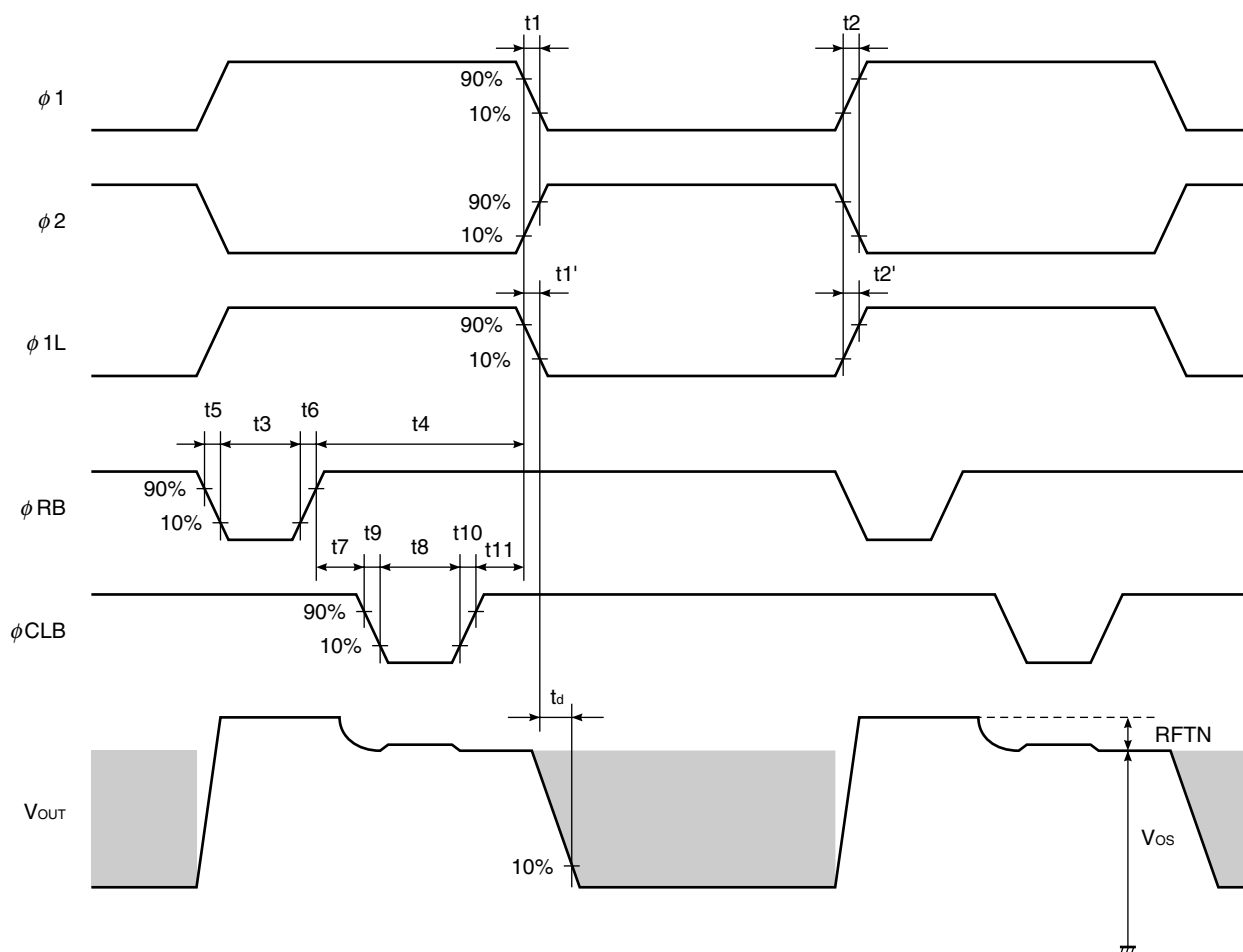 t1 t2
90%
φ1
10%
90%
φ2
10%
t1' t2'
90%
φ1L
10%
t5 t3 t6 t4
90%
φRB
10%
t7 t9 t8 t10 t11
90%
φCLB
10%
td
RFTN
VOUT
VOS
10%